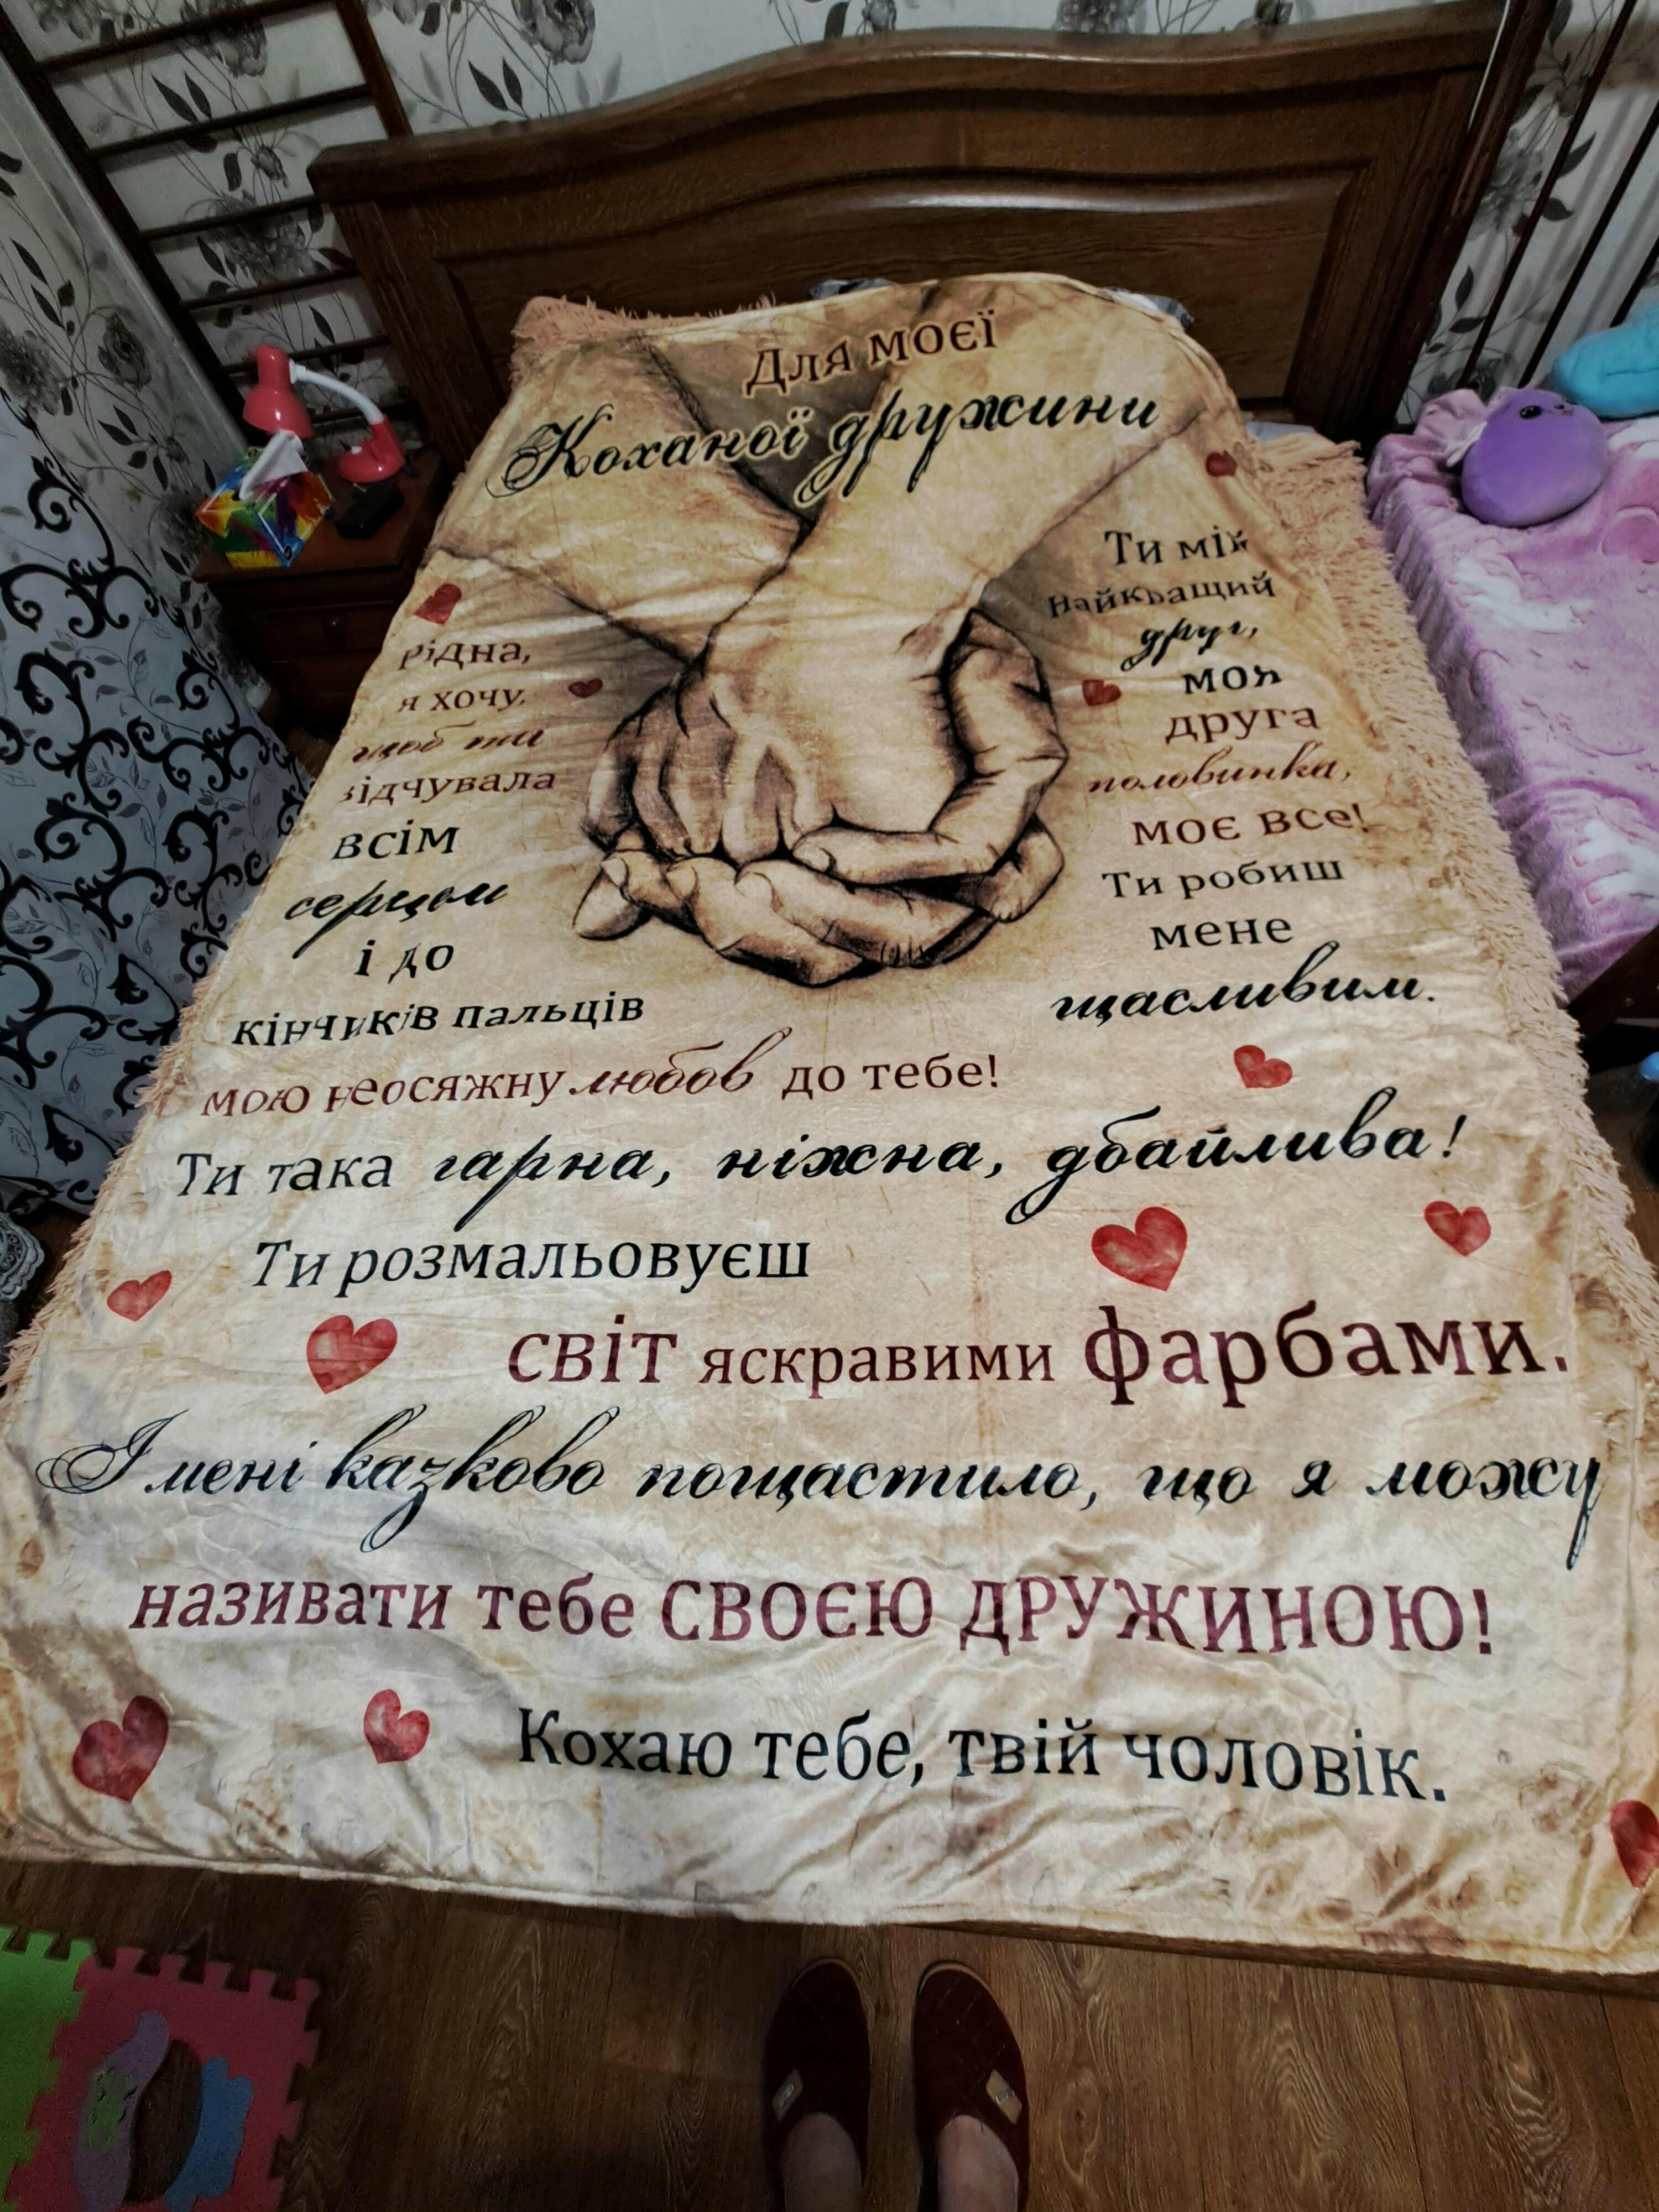 Для моєї
Коханої дружини
рідна,
я хочу,
щоб ти
відчувала
всім
серцем
і до
кінчиків пальців
мою неосяжну любов до тебе!
Ти мій
найкращий
друг,
моя
друга
половинка,
моє все!
Ти робиш
мене
щасливим.
Ти така гарна, ніжна, дбайлива!
Ти розмальовуєш
світ яскравими фарбами.
І мені казково пощастило, що я можу
називати тебе СВОЄЮ ДРУЖИНОЮ!
Кохаю тебе, твій чоловік.